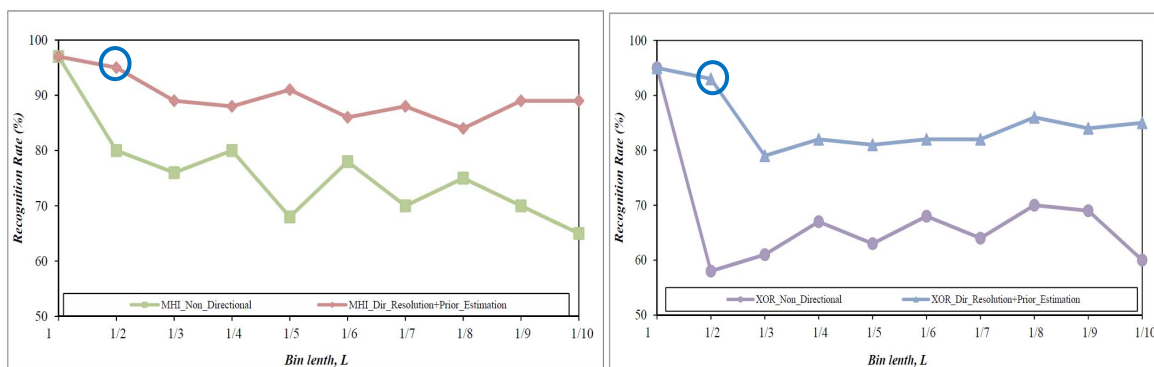 100
90
80
70
60
50
Recognition Rate (%)
1 1/2 1/3 1/4 1/5 1/6 1/7 1/8 1/9 1/10
Bin lenth, L
MHI_Non_Directional MHI_Dir_Resolution+Prior_Estimation
100
90
80
70
60
50
Recognition Rate (%)
1 1/2 1/3 1/4 1/5 1/6 1/7 1/8 1/9 1/10
Bin lenth, L
XOR_Non_Directional XOR_Dir_Resolution+Prior_Estimation